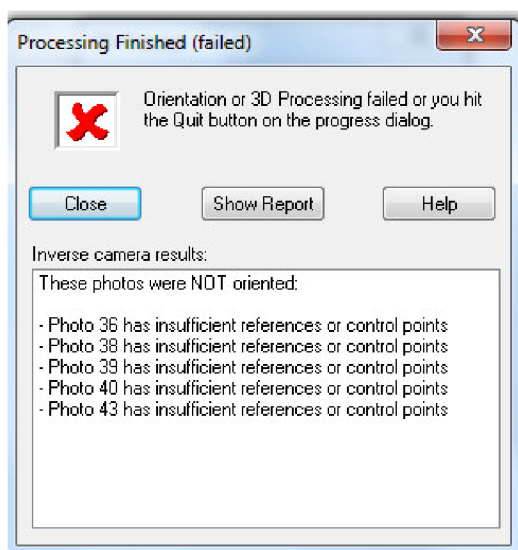 Processing Finished (failed)
Orientation or 3D Processing failed or you hit
the Quit button on the progress dialog.
Close Show Report Help
Inverse camera results:
These photos were NOT oriented:
- Photo 36 has insufficient references or control points
- Photo 38 has insufficient references or control points
- Photo 39 has insufficient references or control points
- Photo 40 has insufficient references or control points
- Photo 43 has insufficient references or control points